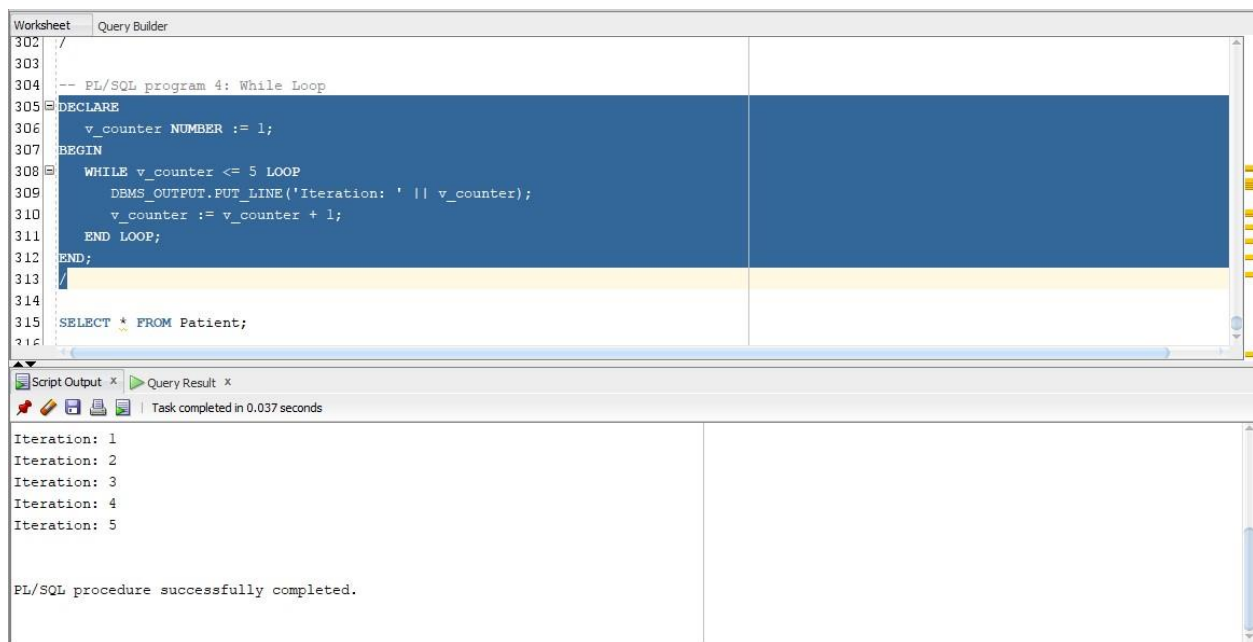 Worksheet Query Builder
302 /
303
304 -- PL/SQL program 4: While Loop
305 DECLARE
306 v_counter NUMBER := 1;
307 BEGIN
308 WHILE v_counter <= 5 LOOP
309 DBMS_OUTPUT.PUT_LINE('Iteration: ' || v_counter);
310 v_counter := v_counter + 1;
311 END LOOP;
312 END;
313 /
314
315 SELECT * FROM Patient;
316
Script Output x Query Result x
Task completed in 0.037 seconds
Iteration: 1
Iteration: 2
Iteration: 3
Iteration: 4
Iteration: 5
PL/SQL procedure successfully completed.